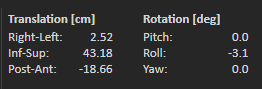 Translation [cm] Rotation [deg]
Right-Left: 2.52 Pitch: 0.0
Inf-Sup: 43.18 Roll: -3.1
Post-Ant: -18.66 Yaw: 0.0